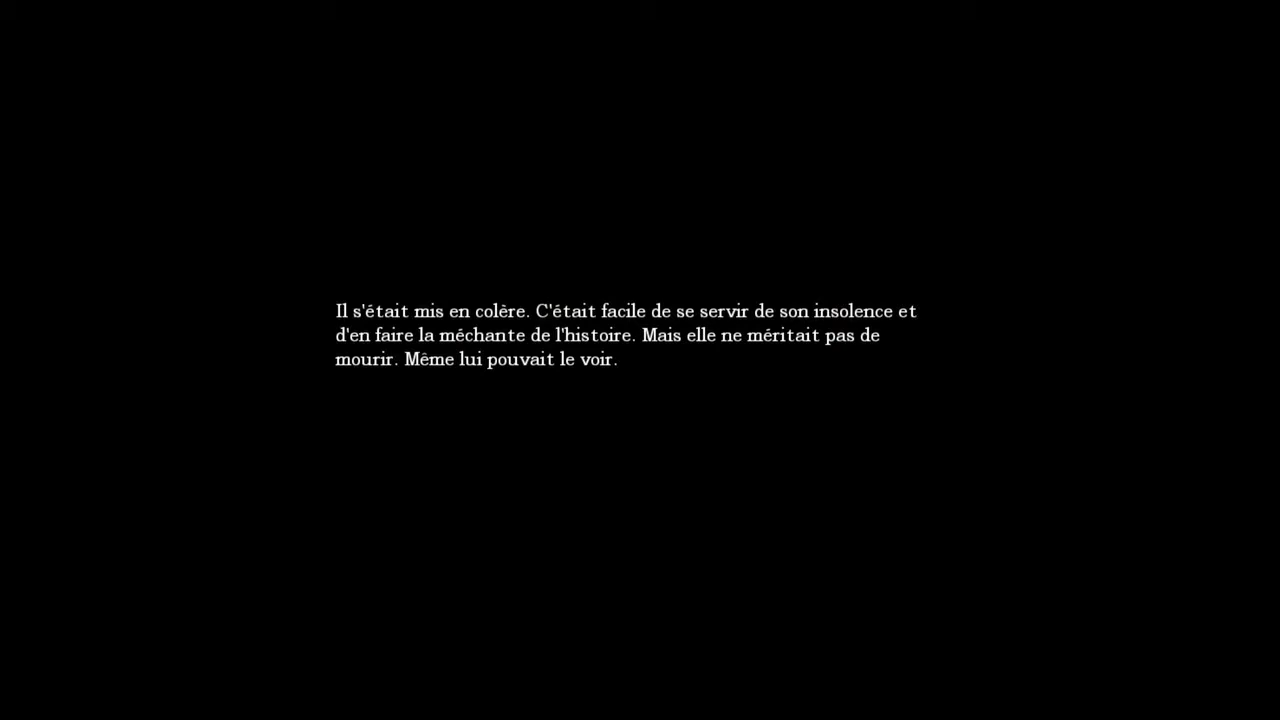 Il s'était mis en colère. C'était facile de se servir de son insolence et
d'en faire la méchante de l'histoire. Mais elle ne méritait pas de
mourir. Même lui pouvait le voir.